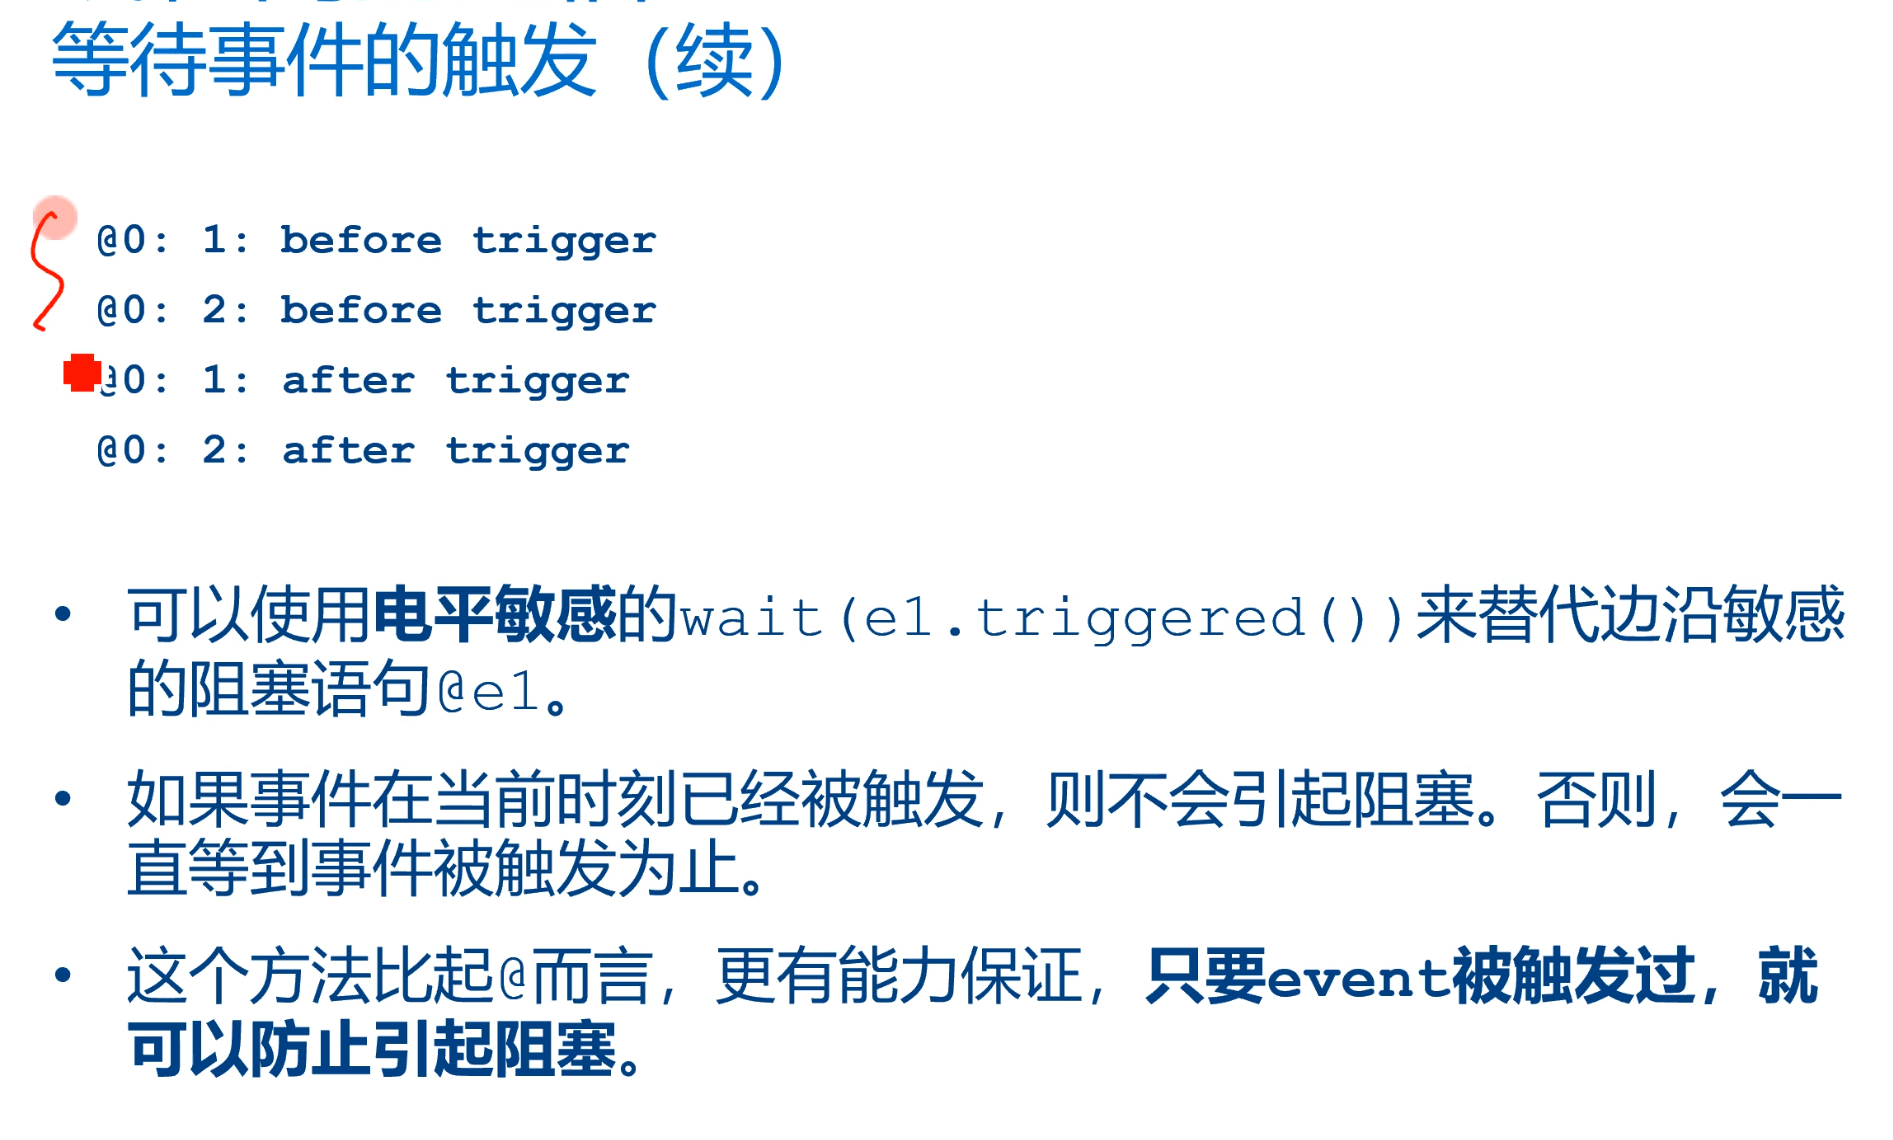 等待事件的触发（续）
@0: 1: before trigger
@0: 2: before trigger
@0: 1: after trigger
@0: 2: after trigger
• 可以使用电平敏感的wait(e1.triggered())来替代边沿敏感
的阻塞语句@e1。
• 如果事件在当前时刻已经被触发，则不会引起阻塞。否则，会一
直等到事件被触发为止。
• 这个方法比起@而言，更有能力保证，只要event被触发过，就
可以防止引起阻塞。